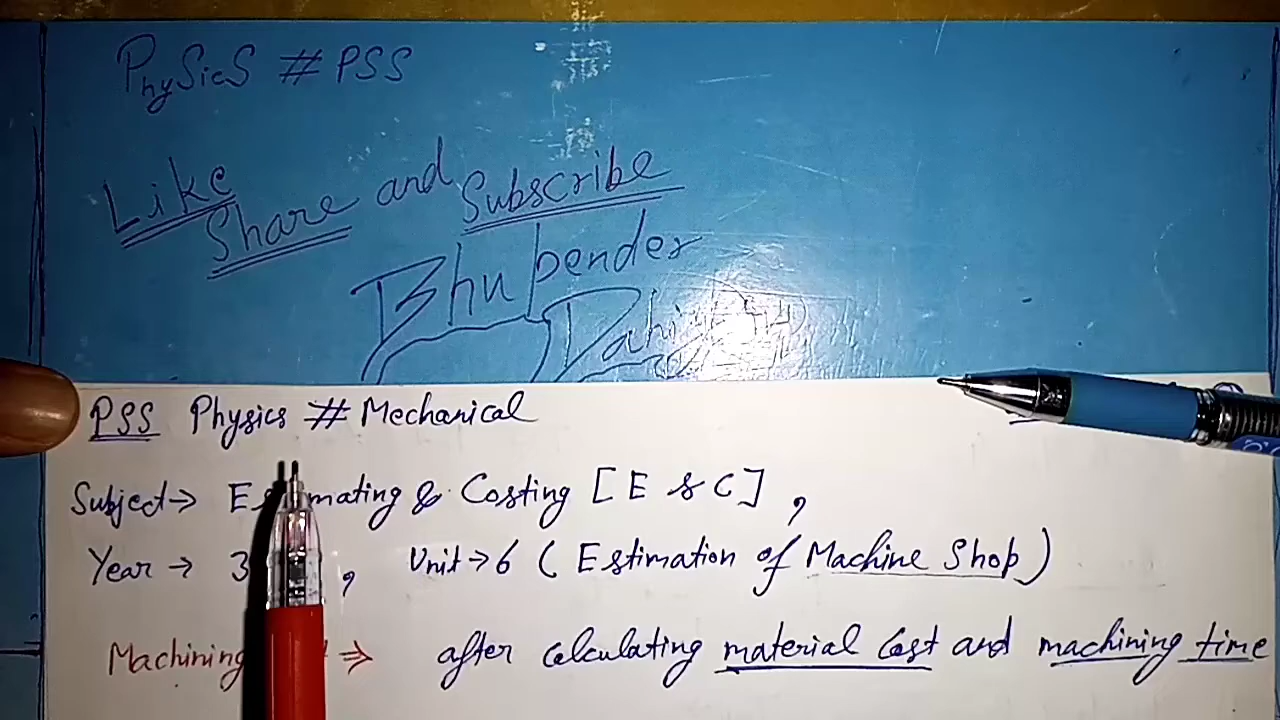 PhySicS # PSS
Like
Share and Subscribe
Bhupender
PSS Physics # Mechanical
Subject → Estimating & Costing [E & C] ,
Year → 3 , Unit → 6 (Estimation of Machine Shop)
Machining ⇒ after calculating material Cost and machining time